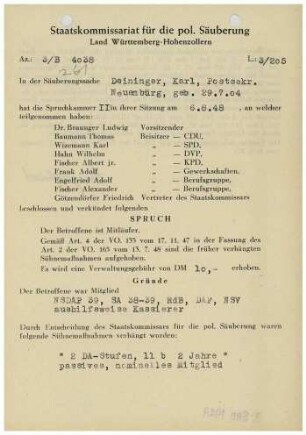 Staatskommissariat für die pol. Säuberung
Land Württemberg-Hohenzollern
Az.: 3/B 4038 L: 3/205
In der Säuberungssache Deininger, Karl, Postsekr.
Neuenbürg, geb. 29.7.04
hat die Spruchkammer II in ihrer Sitzung am 6.8.48 , an welcher
teilgenommen haben:
Dr. Braunger Ludwig Vorsitzender
Baumann Thomas Beisitzer — CDU,
Wizemann Karl „ — SPD,
Hahn Wilhelm „ — DVP,
Fischer Albert jr. „ — KPD,
Frank Adolf „ — Gewerkschaften,
Engelfried Adolf „ — Berufsgruppe,
Fischer Alexander „ — Berufsgruppe,
Götzendörfer Friedrich Vertreter des Staatskommissars
beschlossen und verkündet folgenden
SPRUCH
Der Betroffene ist Mitläufer.
Gemäß Art. 4 der VO. 133 vom 17. 11. 47 in der Fassung des
Art. 2 der VO. 165 vom 13. 7. 48 sind die früher verhängten
Sühnemaßnahmen aufgehoben.
Es wird eine Verwaltungsgebühr von DM 10,- erhoben.
Gründe
Der Betroffene war Mitglied
NSDAP 39, SA 38-39, RdB, DAF, NSV
aushilfsweise Kassierer
Durch Entscheidung des Staatskommissars für die pol. Säuberung waren
folgende Sühnemaßnahmen verhängt worden:
" 2 DA-Stufen, 11 b 2 Jahre "
passives, nominelles Mitglied